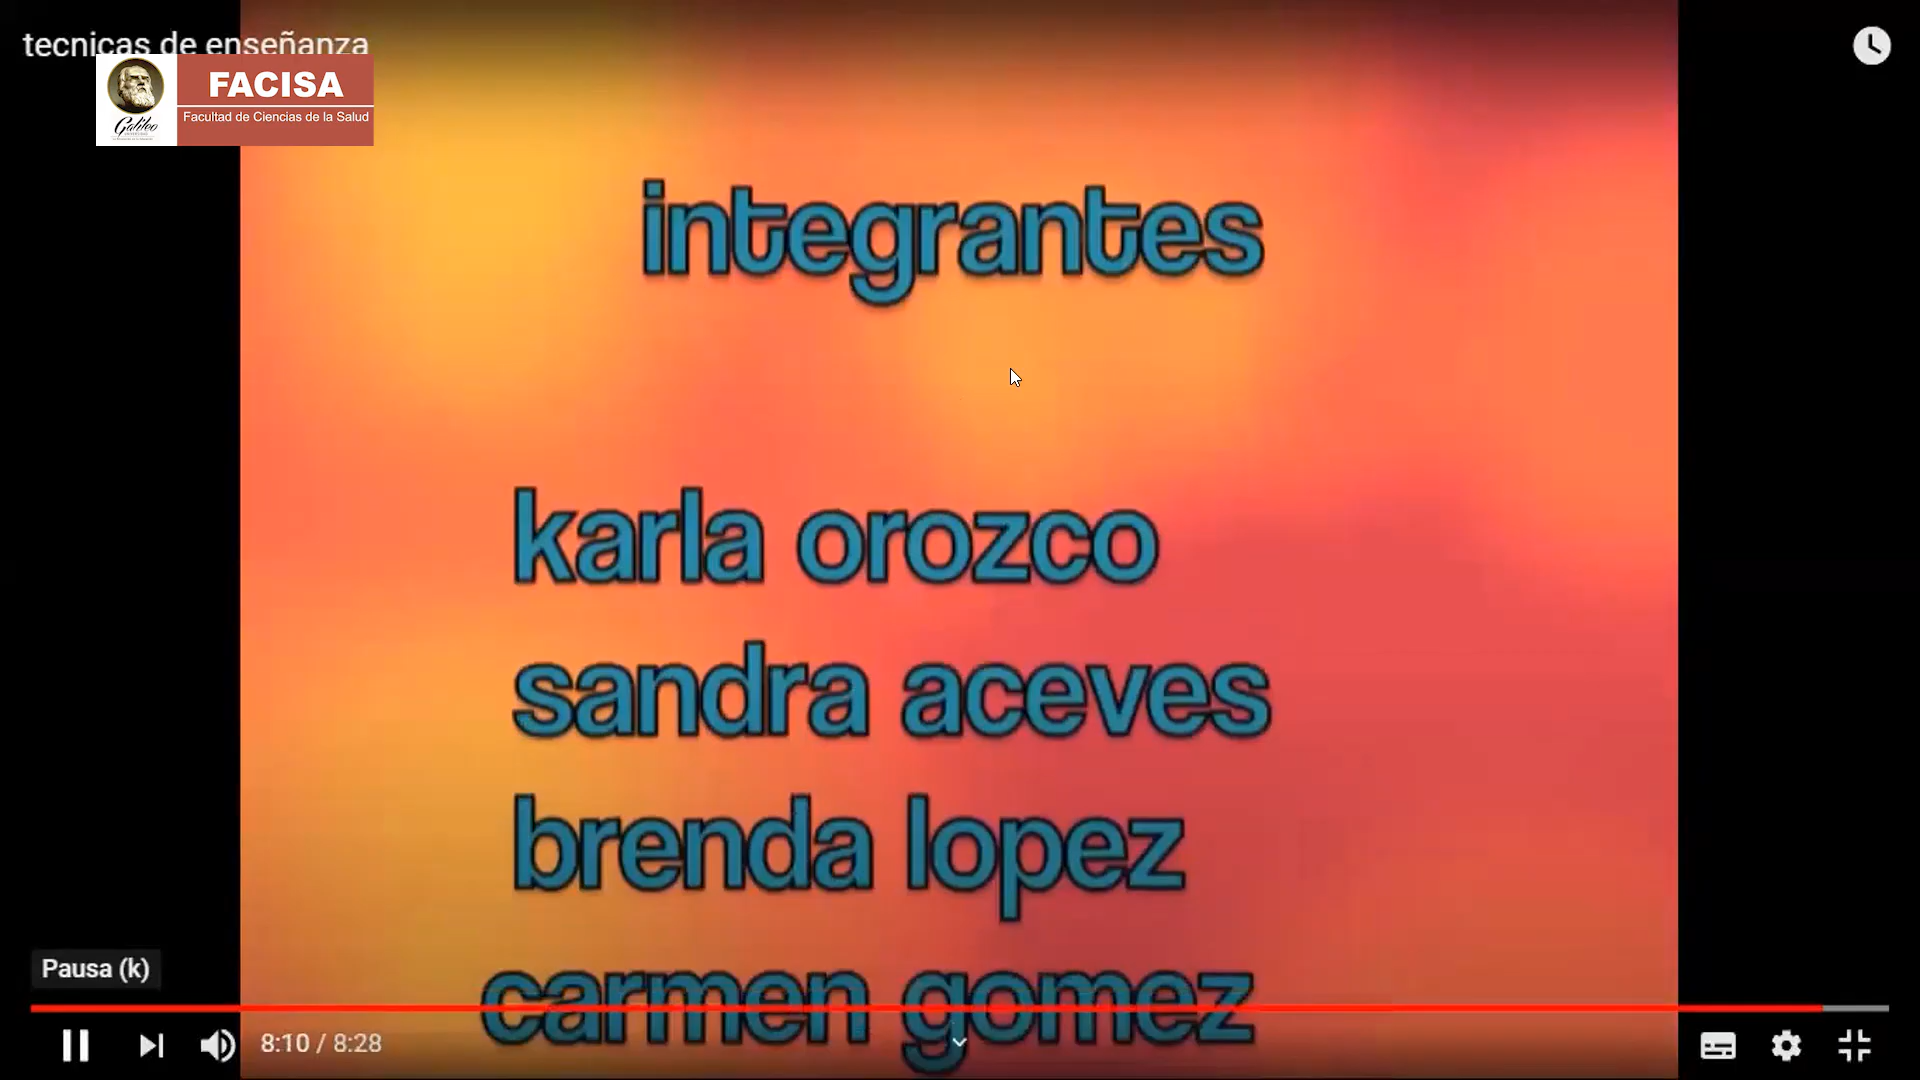 tecnicas de enseñanza
Galileo
FACISA
Facultad de Ciencias de la Salud
integrantes
karla orozco
sandra aceves
brenda lopez
carmen gomez
Pausa (k)
8:10 / 8:28